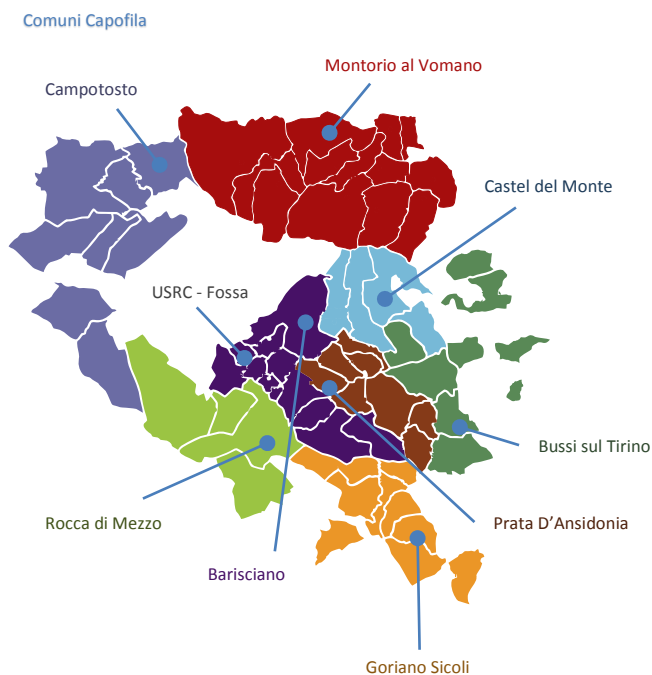 Comuni Capofila
Montorio al Vomano
Campotosto
Castel del Monte
USRC - Fossa
Bussi sul Tirino
Rocca di Mezzo
Prata D'Ansidonia
Barisciano
Goriano Sicoli